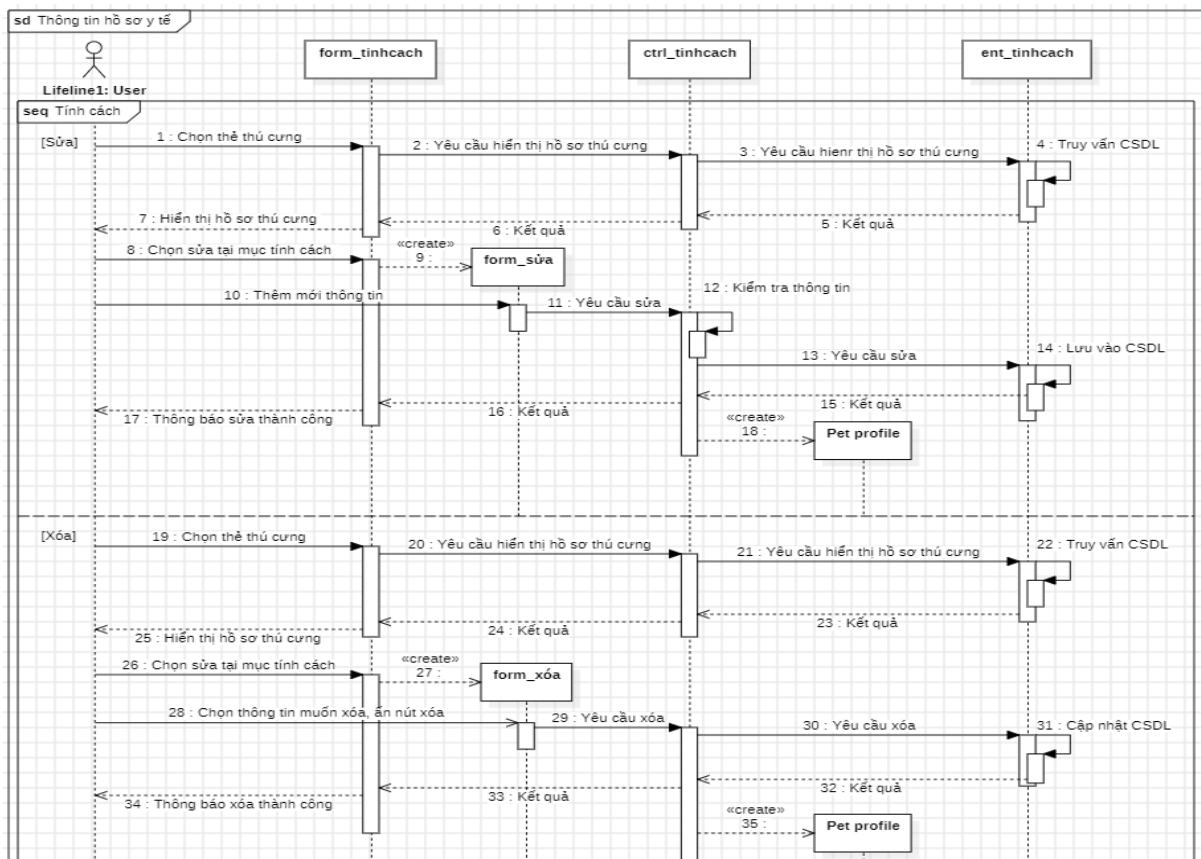 sd Thông tin hồ sơ y tế
form_tinhcach
ctrl_tinhcach
ent_tinhcach
Lifeline1: User
seq Tính cách
[Sửa]
1 : Chọn thẻ thú cưng
2 : Yêu cầu hiển thị hồ sơ thú cưng
3 : Yêu cầu hienr thị hồ sơ thú cưng
4 : Truy vấn CSDL
5 : Kết quả
6 : Kết quả
7 : Hiển thị hồ sơ thú cưng
8 : Chọn sửa tại mục tính cách
«create»
9 :
form_sửa
10 : Thêm mới thông tin
11 : Yêu cầu sửa
12 : Kiểm tra thông tin
13 : Yêu cầu sửa
14 : Lưu vào CSDL
15 : Kết quả
16 : Kết quả
17 : Thông báo sửa thành công
«create»
18 :
Pet profile
[Xóa]
19 : Chọn thẻ thú cưng
20 : Yêu cầu hiển thị hồ sơ thú cưng
21 : Yêu cầu hiển thị hồ sơ thú cưng
22 : Truy vấn CSDL
23 : Kết quả
24 : Kết quả
25 : Hiển thị hồ sơ thú cưng
26 : Chọn sửa tại mục tính cách
«create»
27 :
form_xóa
28 : Chọn thông tin muốn xóa, ấn nút xóa
29 : Yêu cầu xóa
30 : Yêu cầu xóa
31 : Cập nhật CSDL
32 : Kết quả
33 : Kết quả
34 : Thông báo xóa thành công
«create»
35 :
Pet profile